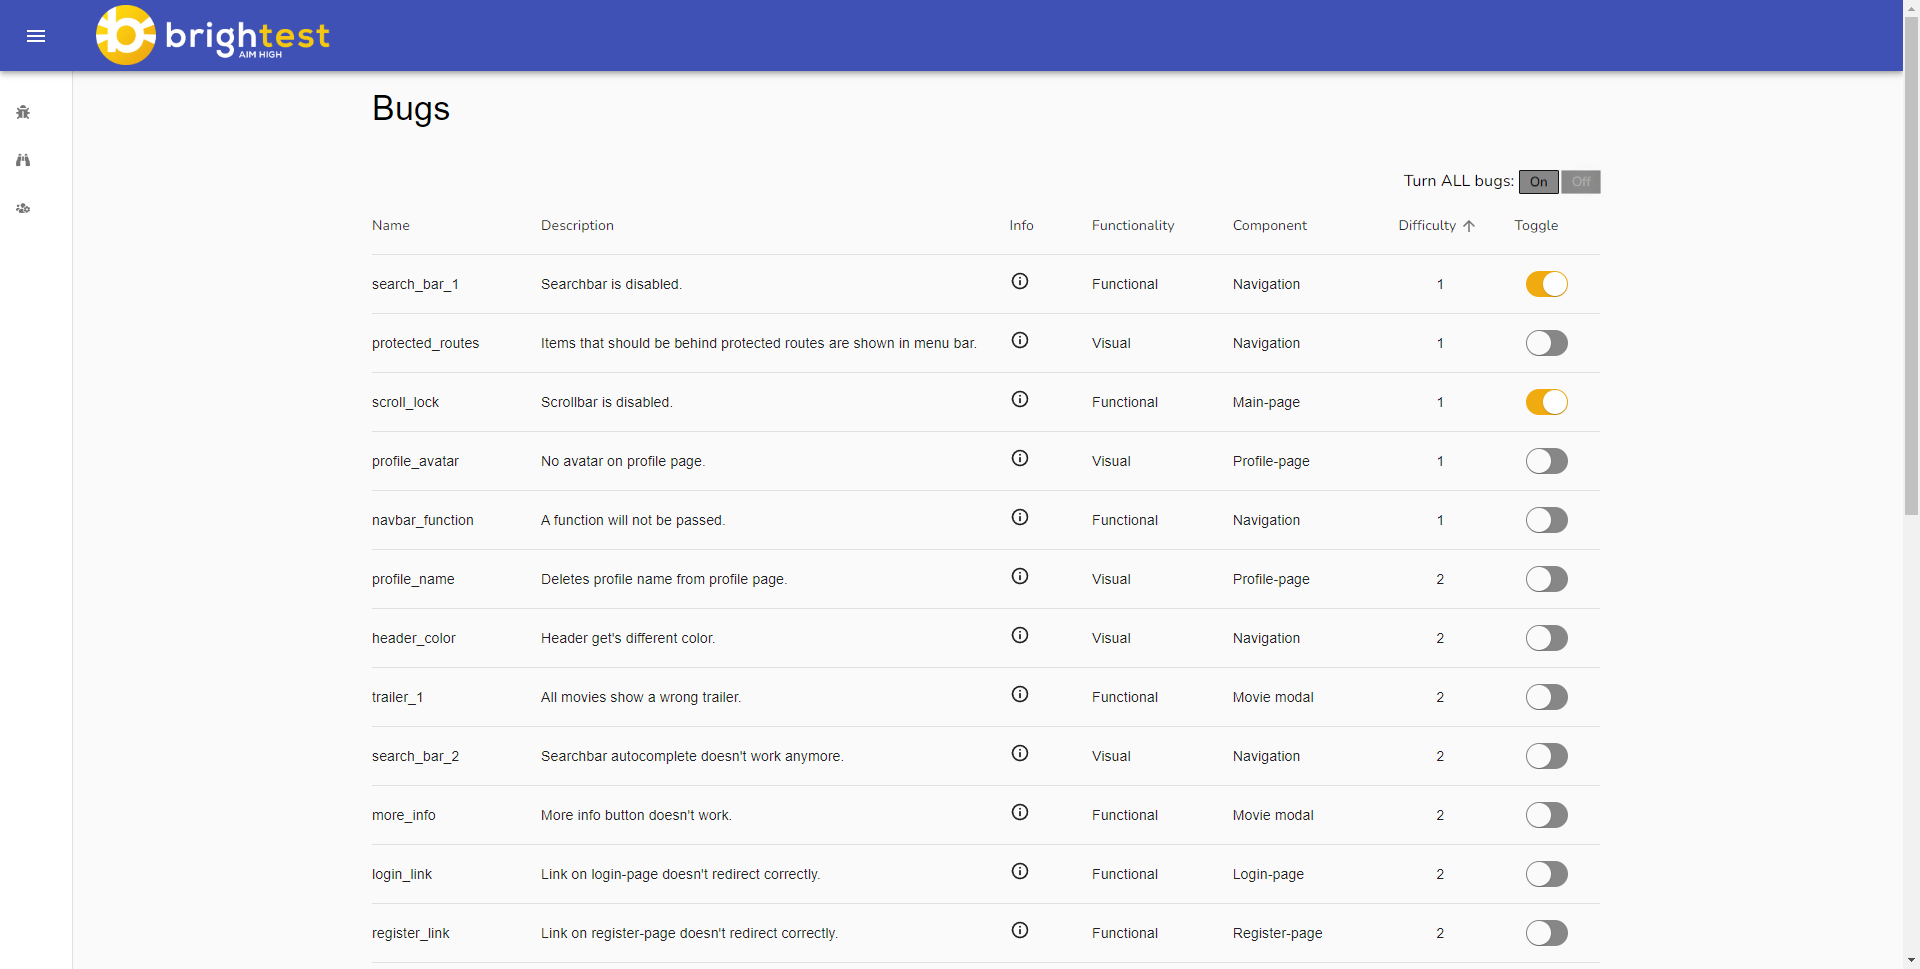 brightest
AIM HIGH
Bugs
Turn ALL bugs: On Off
Name Description Info Functionality Component Difficulty Toggle
search_bar_1 Searchbar is disabled. Functional Navigation 1
protected_routes Items that should be behind protected routes are shown in menu bar. Visual Navigation 1
scroll_lock Scrollbar is disabled. Functional Main-page 1
profile_avatar No avatar on profile page. Visual Profile-page 1
navbar_function A function will not be passed. Functional Navigation 1
profile_name Deletes profile name from profile page. Visual Profile-page 2
header_color Header get's different color. Visual Navigation 2
trailer_1 All movies show a wrong trailer. Functional Movie modal 2
search_bar_2 Searchbar autocomplete doesn't work anymore. Visual Navigation 2
more_info More info button doesn't work. Functional Movie modal 2
login_link Link on login-page doesn't redirect correctly. Functional Login-page 2
register_link Link on register-page doesn't redirect correctly. Functional Register-page 2